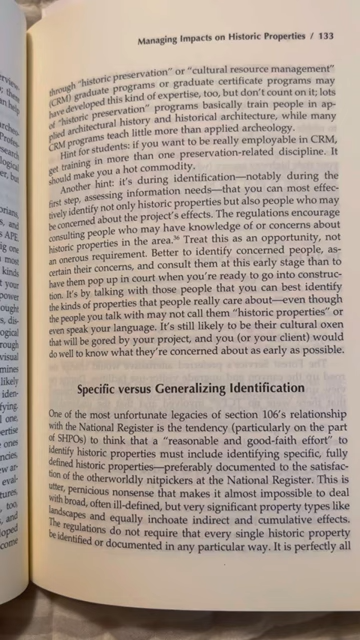 Managing Impacts on Historic Properties / 133
through "historic preservation" or "cultural resource management"
(CRM) graduate programs or graduate certificate programs may
have developed this kind of expertise, too, but don't count on it; lots
of "historic preservation" programs basically train people in ap-
plied architectural history and historical architecture, while many
CRM programs teach little more than applied archeology.
Hint for students: if you want to be really employable in CRM,
get training in more than one preservation-related discipline. It
should make you a hot commodity.
Another hint: it's during identification—notably during the
first step, assessing information needs—that you can most effec-
tively identify not only historic properties but also people who may
be concerned about the project's effects. The regulations encourage
consulting people who may have knowledge of or concerns about
historic properties in the area.³⁶ Treat this as an opportunity, not
an onerous requirement. Better to identify concerned people, as-
certain their concerns, and consult them at this early stage than to
have them pop up in court when you're ready to go into construc-
tion. It's by talking with those people that you can best identify
the kinds of properties that people really care about—even though
the people you talk with may not call them "historic properties" or
even speak your language. It's still likely to be their cultural oxen
that will be gored by your project, and you (or your client) would
do well to know what they're concerned about as early as possible.
Specific versus Generalizing Identification
One of the most unfortunate legacies of section 106's relationship
with the National Register is the tendency (particularly on the part
of SHPOs) to think that a "reasonable and good-faith effort" to
identify historic properties must include identifying specific, fully
defined historic properties—preferably documented to the satisfac-
tion of the otherworldly nitpickers at the National Register. This is
utter, pernicious nonsense that makes it almost impossible to deal
with broad, often ill-defined, but very significant property types like
landscapes and equally inchoate indirect and cumulative effects.
The regulations do not require that every single historic property
be identified or documented in any particular way. It is perfectly all